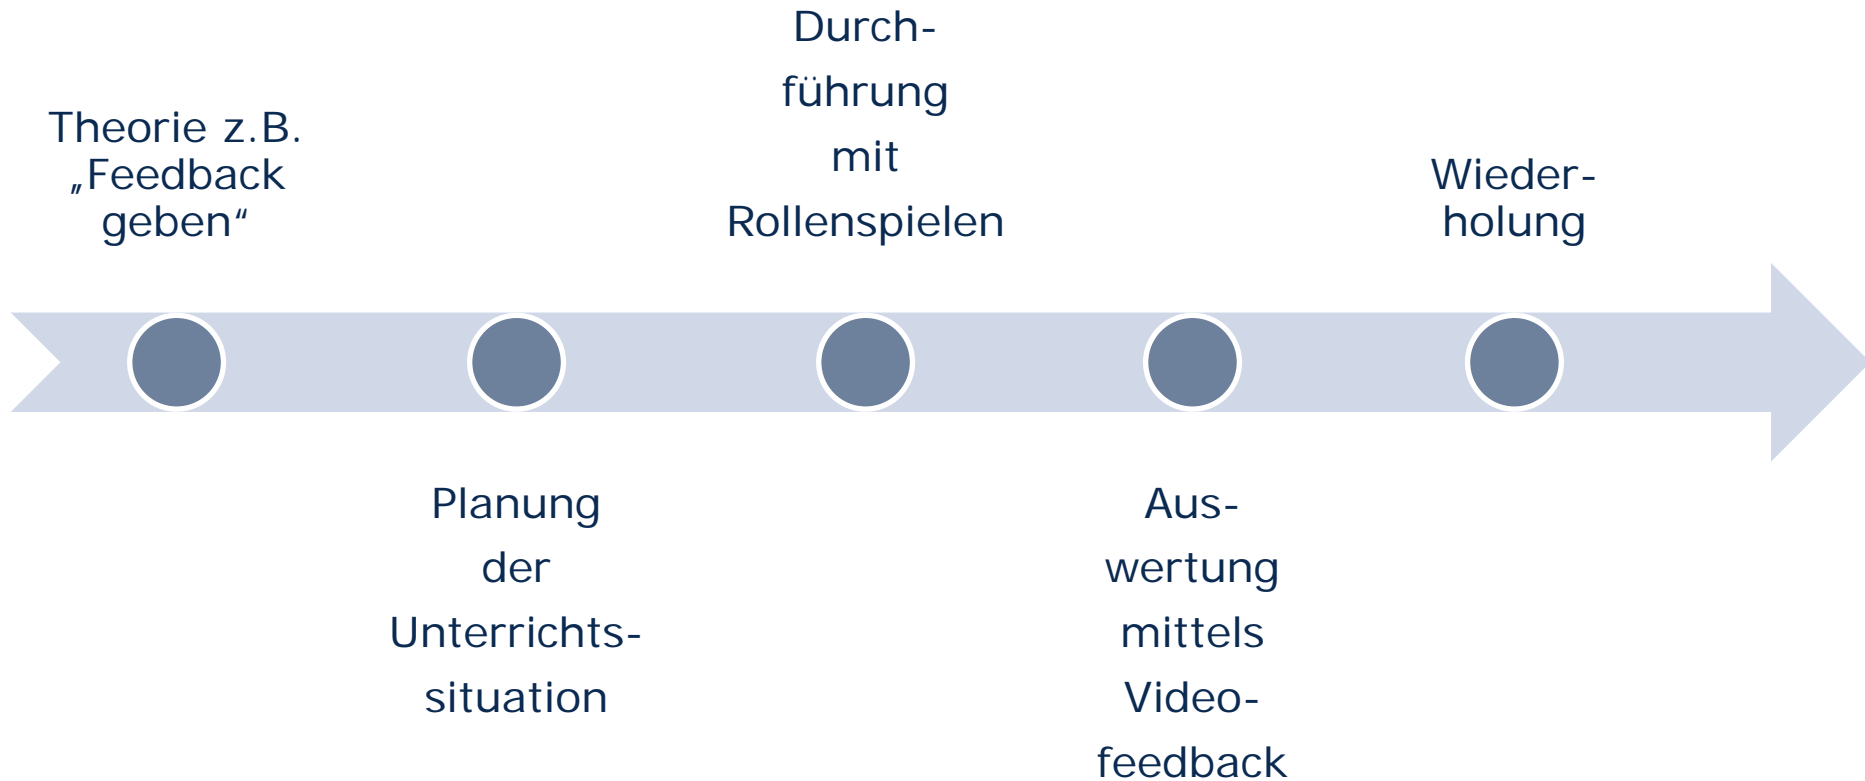 Theorie z.B.
„Feedback
geben“
Planung
der
Unterrichts-
situation
Durch-
führung
mit
Rollenspielen
Aus-
wertung
mittels
Video-
feedback
Wieder-
holung